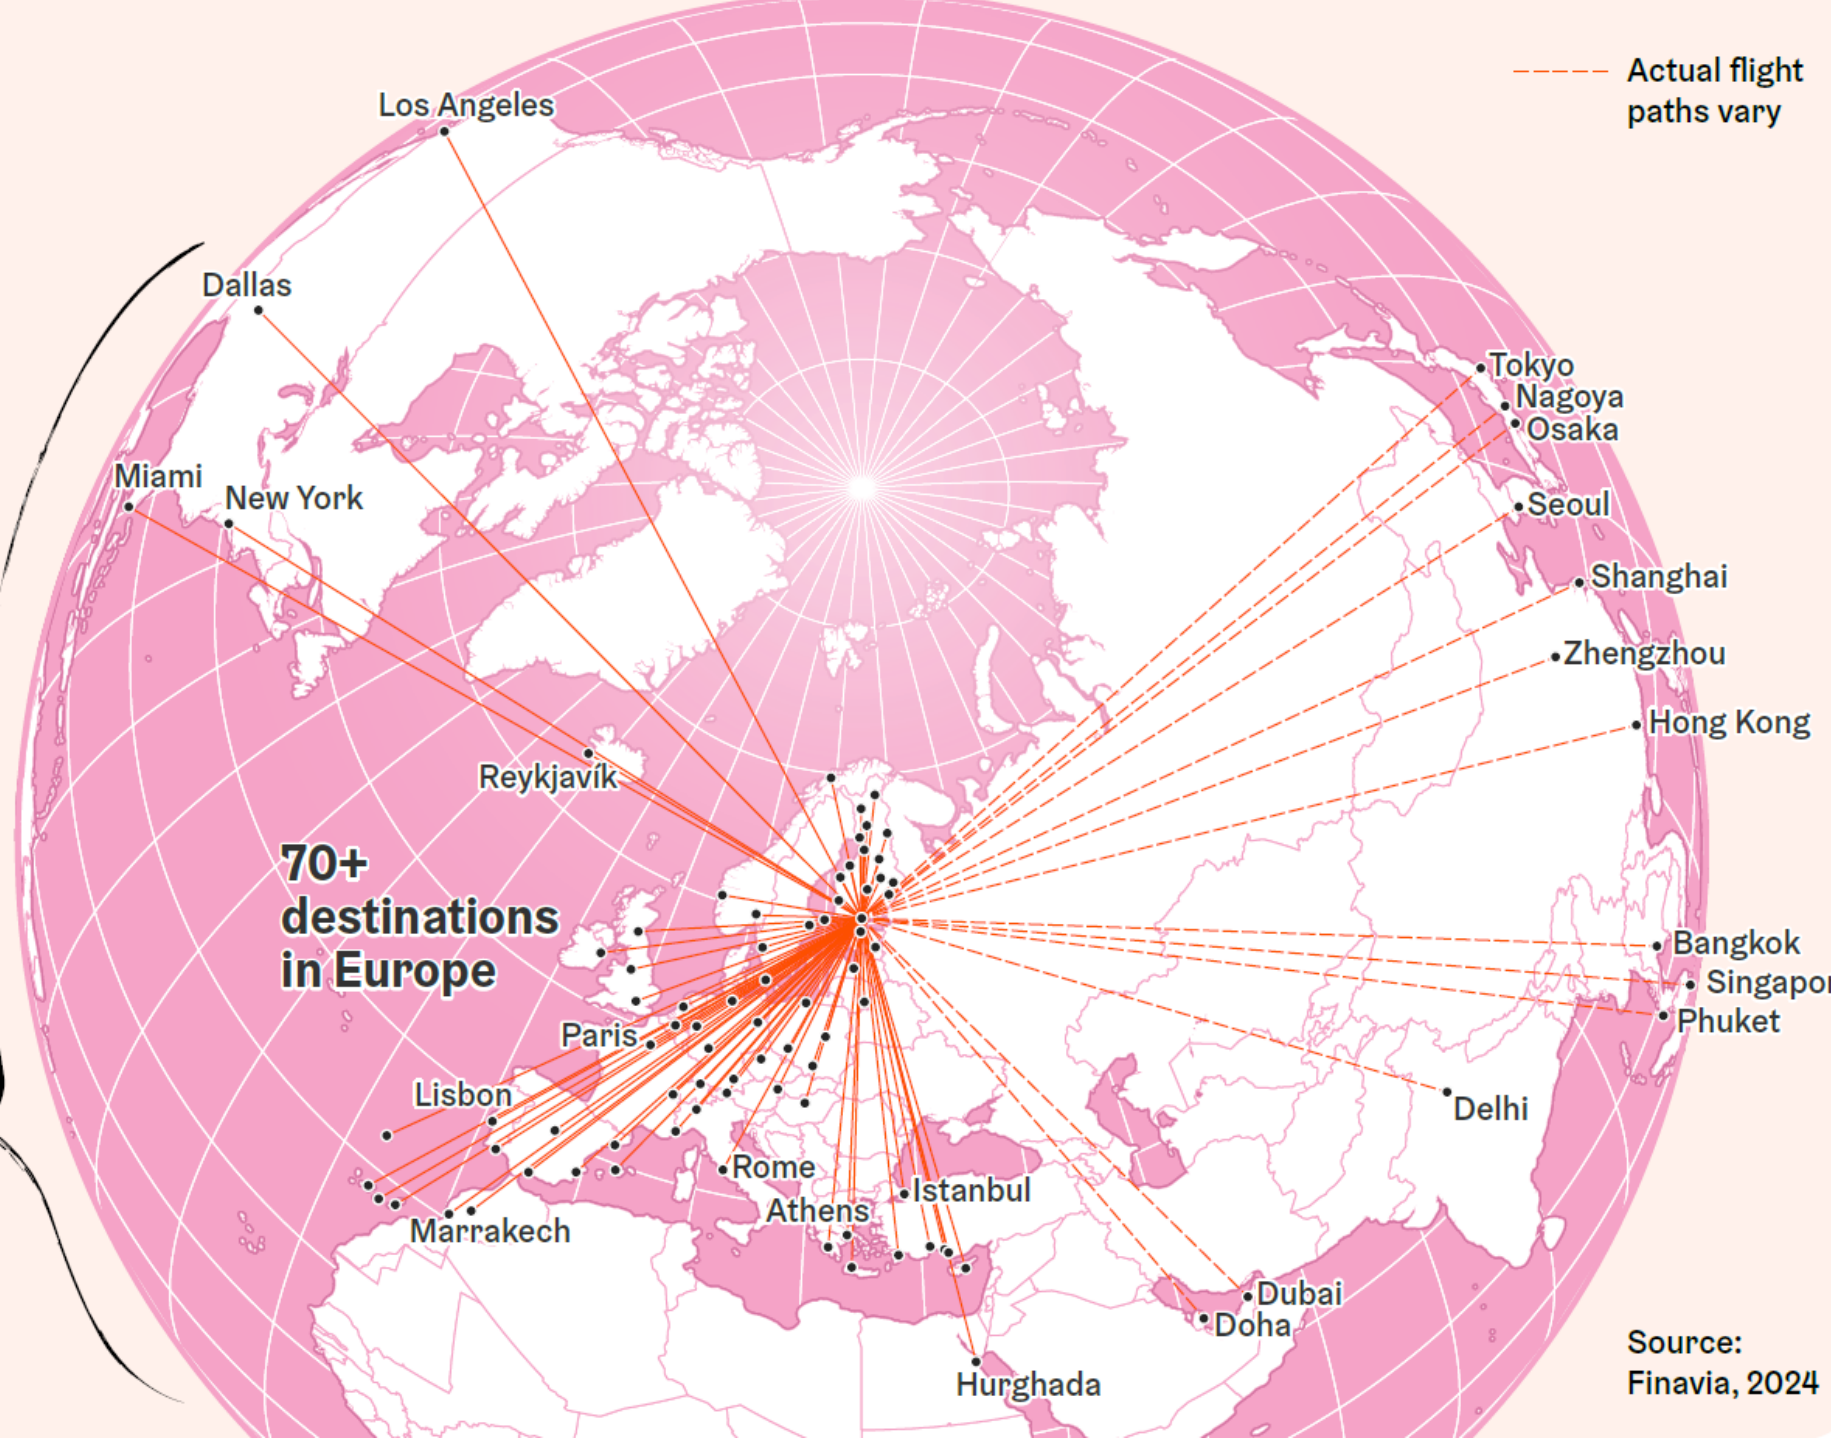 Actual flight
paths vary
Los Angeles
Dallas
Miami
New York
Reykjavík
Tokyo
Nagoya
Osaka
Seoul
Shanghai
Zhengzhou
Hong Kong
70+
destinations
in Europe
Bangkok
Singapor
Phuket
Paris
Lisbon
Delhi
Rome
Istanbul
Athens
Marrakech
Dubai
Doha
Hurghada
Source:
Finavia, 2024